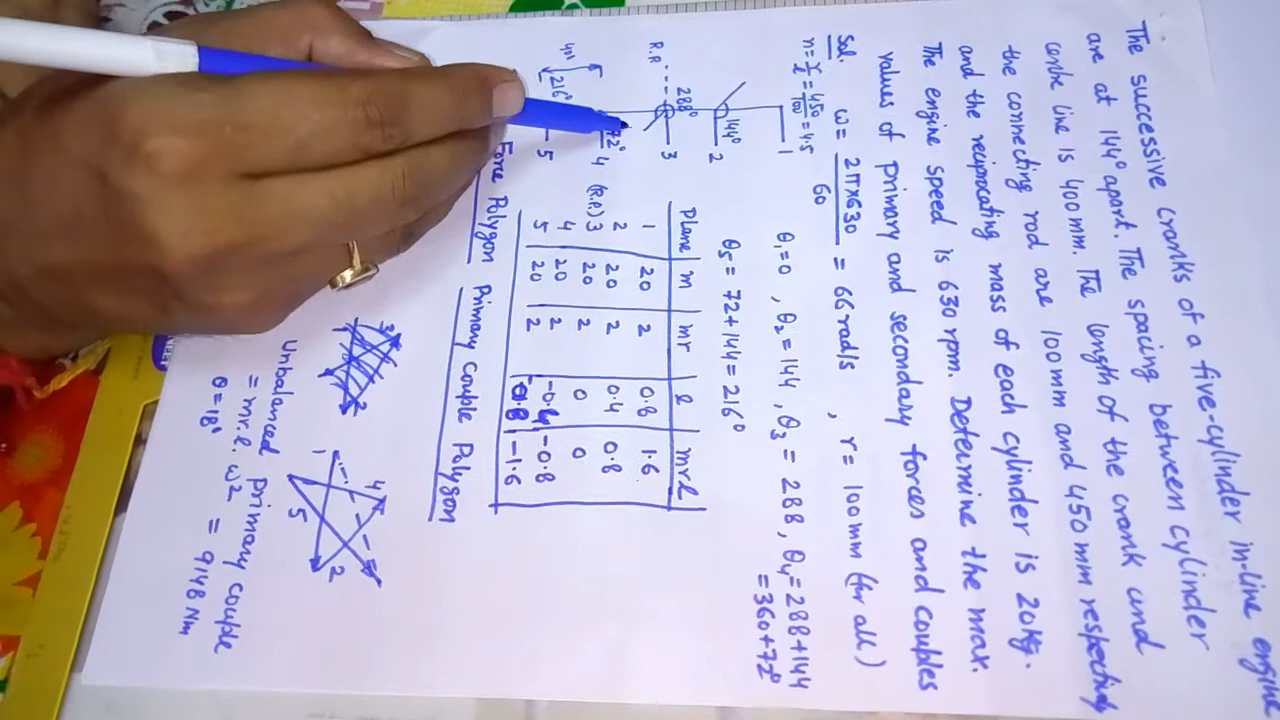 The successive cranks of a five-cylinder in-line engine
are at 144° apart. The spacing between cylinder
centre line is 400mm. The length of the crank and
the connecting rod are 100mm and 450mm respectively
and the reciprocating mass of each cylinder is 20kg.
The engine speed is 630 rpm. Determine the max.
values of primary and secondary forces and couples
Sol. ω = 2π×630 / 60 = 66 rad/s , r = 100mm (for all)
n = r/l = 450/100 = 4.5
θ1=0 , θ2=144 , θ3 = 288, θ4=288+144
=360+72°
θ5 = 72+144=216°
1
144°
2
288°
R.P
3
72°
4
216°
5
Plane m mr l mrl
1 20 2 0.8 1.6
2 20 2 0.4 0.8
(R.P) 3 20 2 0 0
4 20 2 -0.4 -0.8
5 20 2 -0.8 -1.6
Force Polygon Primary Couple Polygon
3
2
1
4
5
2
Unbalanced primary couple
= mr.l.ω² = 9148 Nm
θ=18°